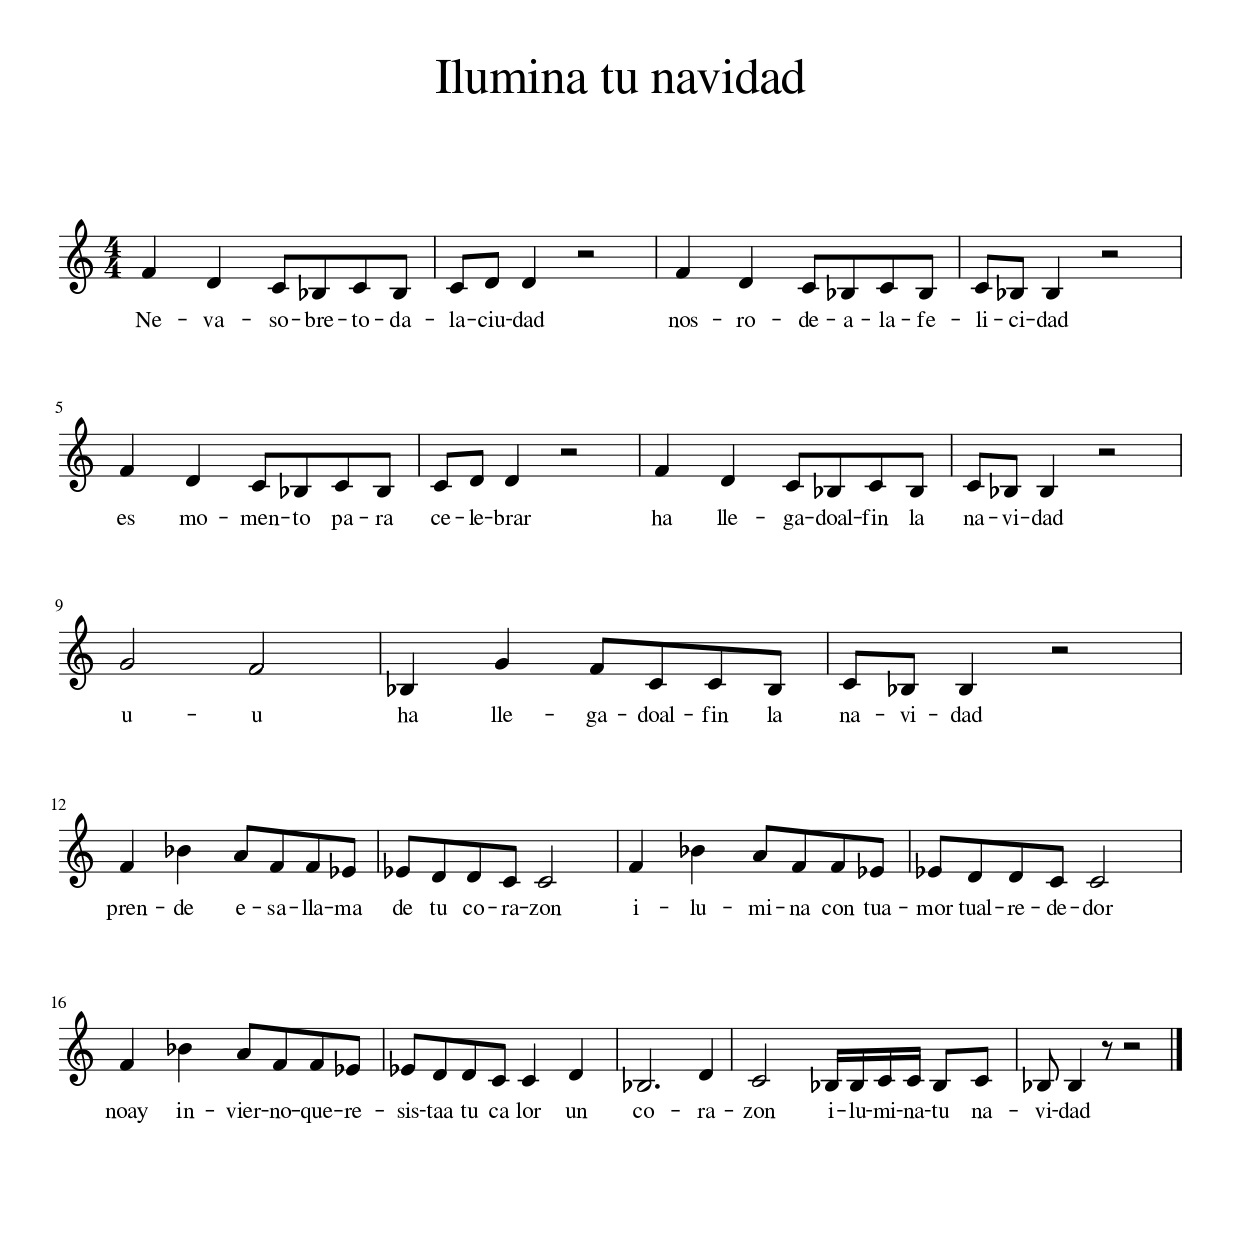 Ilumina tu navidad
Ne - va - so - bre - to - da - la - ciu - dad nos - ro - de - a - la - fe - li - ci - dad
5
es mo - men - to pa - ra ce - le - brar ha lle - ga - doal - fin la na - vi - dad
9
u - u ha lle - ga - doal - fin la na - vi - dad
12
pren - de e - sa - lla - ma de tu co - ra - zon i - lu - mi - na con tua - mor tual - re - de - dor
16
noay in - vier - no - que - re - sis - taa tu ca lor un co - ra - zon i - lu - mi - na - tu na - vi - dad